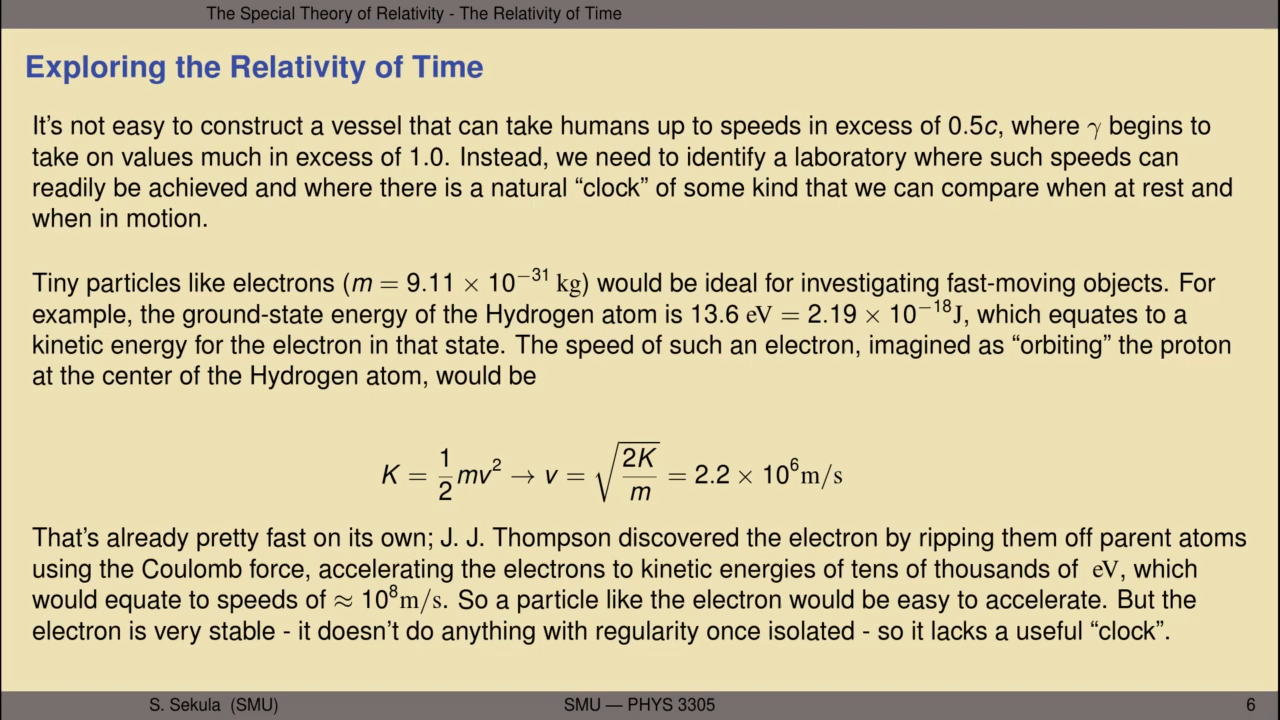 The Special Theory of Relativity - The Relativity of Time
Exploring the Relativity of Time
It's not easy to construct a vessel that can take humans up to speeds in excess of 0.5c, where γ begins to
take on values much in excess of 1.0. Instead, we need to identify a laboratory where such speeds can
readily be achieved and where there is a natural “clock” of some kind that we can compare when at rest and
when in motion.
Tiny particles like electrons (m = 9.11 × 10⁻³¹ kg) would be ideal for investigating fast-moving objects. For
example, the ground-state energy of the Hydrogen atom is 13.6 eV = 2.19 × 10⁻¹⁸J, which equates to a
kinetic energy for the electron in that state. The speed of such an electron, imagined as “orbiting” the proton
at the center of the Hydrogen atom, would be
K = 1/2 mv² → v = √(2K/m) = 2.2 × 10⁶m/s
That's already pretty fast on its own; J. J. Thompson discovered the electron by ripping them off parent atoms
using the Coulomb force, accelerating the electrons to kinetic energies of tens of thousands of eV, which
would equate to speeds of ≈ 10⁸m/s. So a particle like the electron would be easy to accelerate. But the
electron is very stable - it doesn't do anything with regularity once isolated - so it lacks a useful “clock”.
S. Sekula (SMU)
SMU — PHYS 3305
6